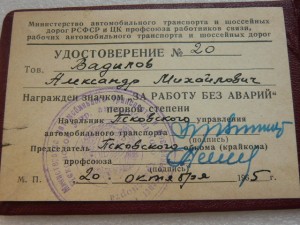 Министерство автомобильного транспорта и шоссейных
дорог РСФСР и ЦК профсоюза работников связи,
рабочих автомобильного транспорта и шоссейных дорог
УДОСТОВЕРЕНИЕ № 20
Тов. Вадипов
Александр Михайлович
Награжден значком "ЗА РАБОТУ БЕЗ АВАРИЙ"
первой степени
Начальник Псковского управления
автомобильного транспорта
(подпись)
Председатель Псковского обкома (крайкома)
профсоюза
(подпись)
М. П. 20 октября 1965 г.